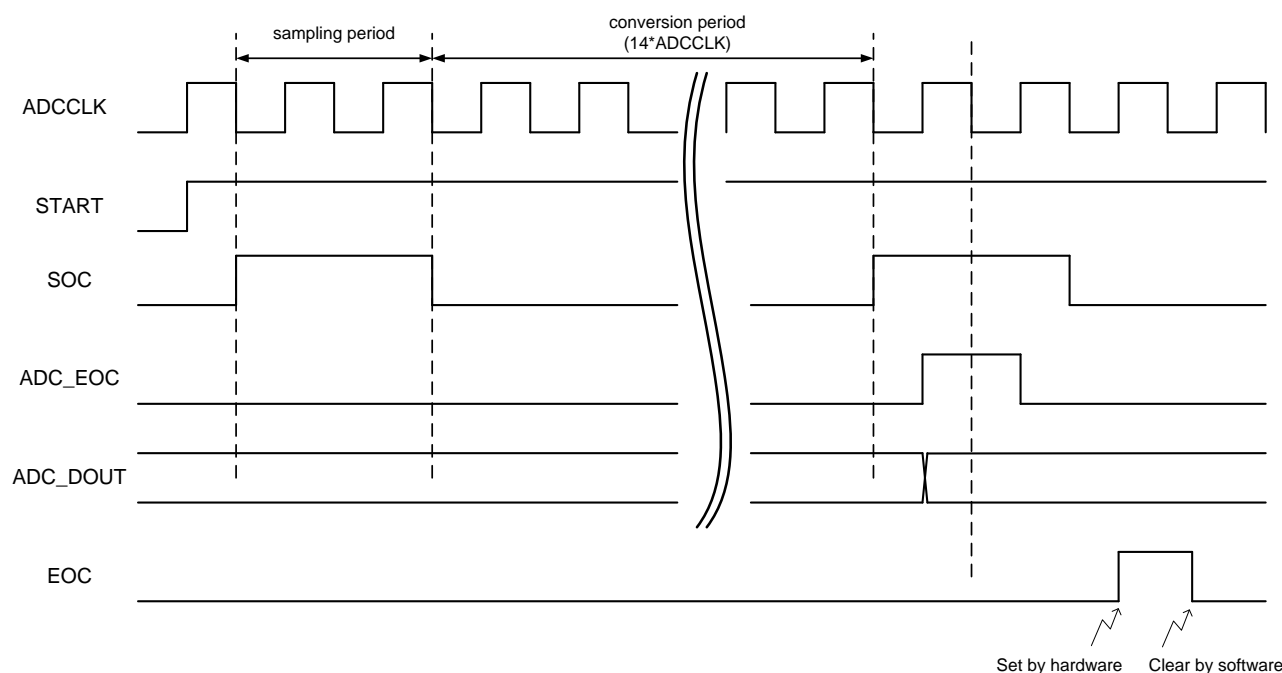 sampling period
conversion period
(14*ADCCLK)
ADCCLK
START
SOC
ADC_EOC
ADC_DOUT
EOC
Set by hardware
Clear by software